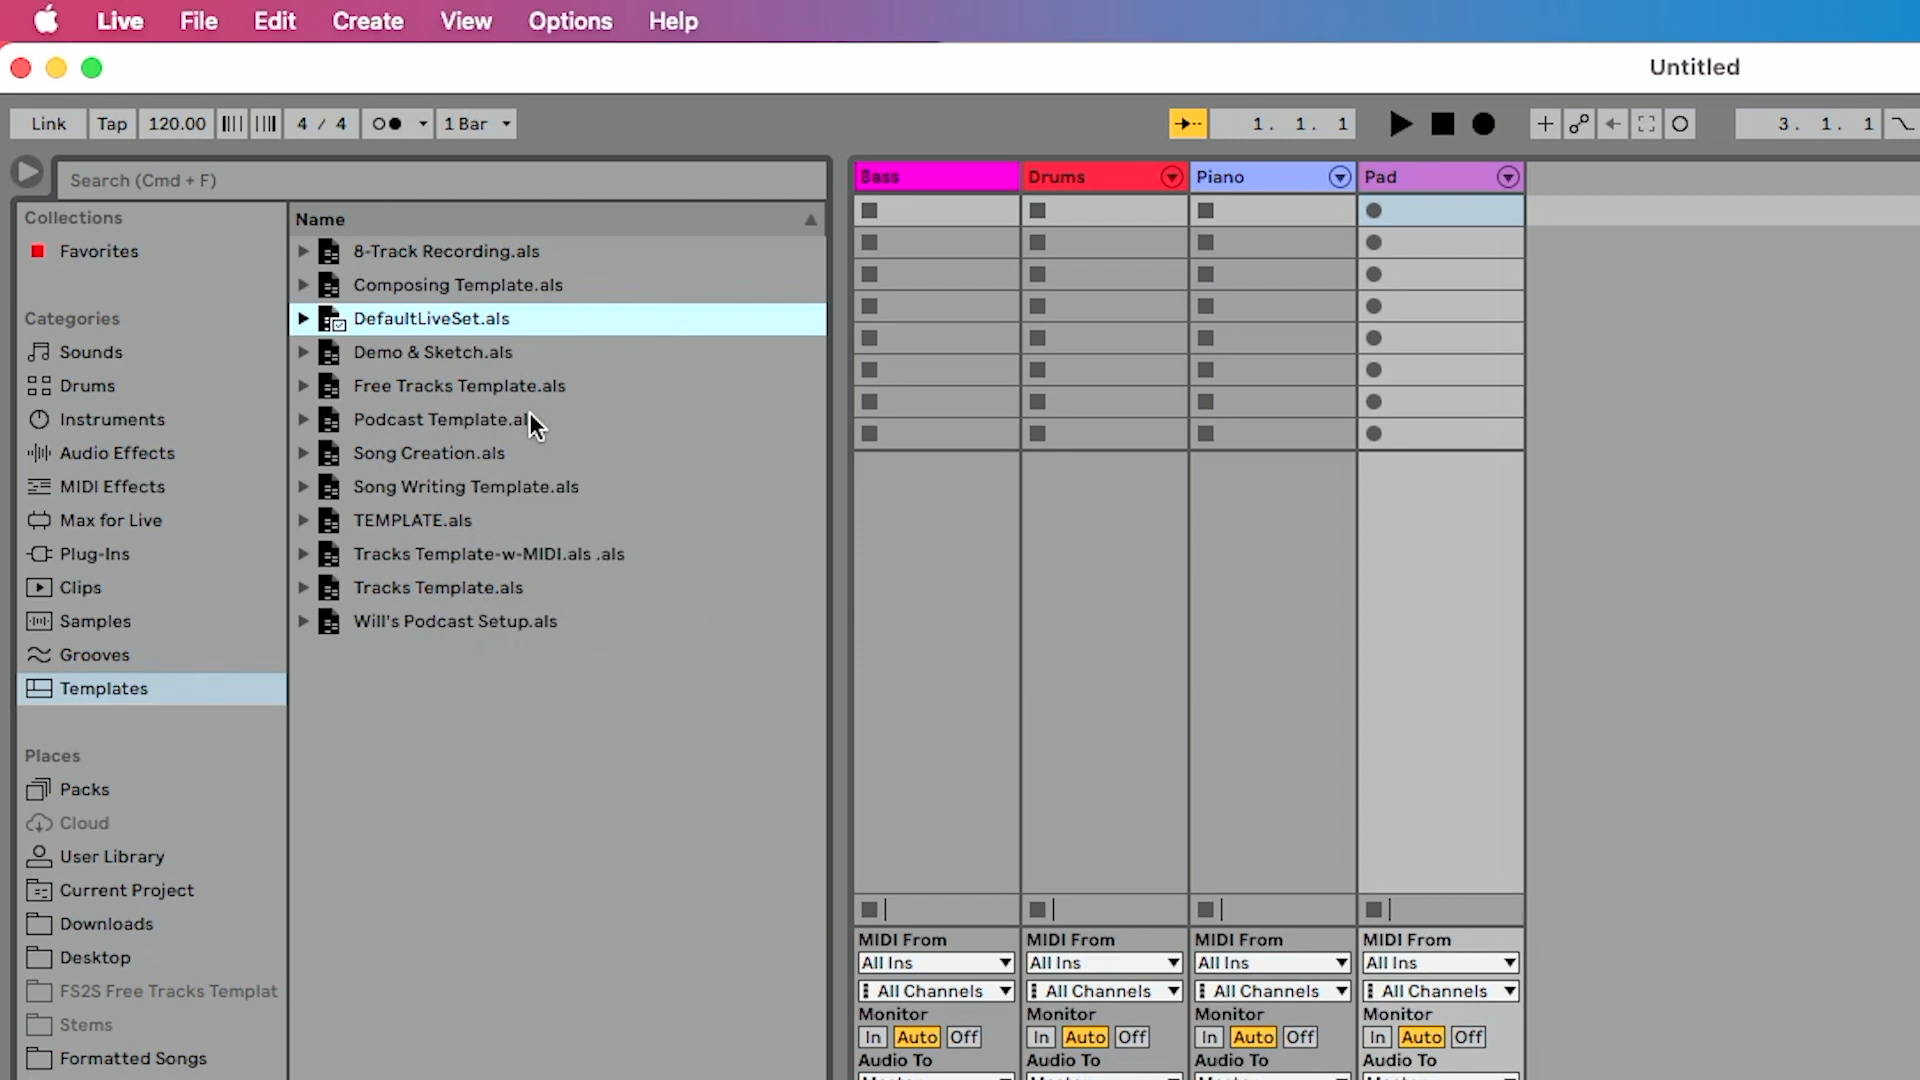 Live File Edit Create View Options Help
Untitled
Link Tap 120.00 4 / 4 1 Bar 1. 1. 1 3. 1. 1
Search (Cmd + F)
Collections
Favorites
Categories
Sounds
Drums
Instruments
Audio Effects
MIDI Effects
Max for Live
Plug-Ins
Clips
Samples
Grooves
Templates
Places
Packs
Cloud
User Library
Current Project
Downloads
Desktop
FS2S Free Tracks Templat
Stems
Formatted Songs
Name
8-Track Recording.als
Composing Template.als
DefaultLiveSet.als
Demo & Sketch.als
Free Tracks Template.als
Podcast Template.al
Song Creation.als
Song Writing Template.als
TEMPLATE.als
Tracks Template-w-MIDI.als .als
Tracks Template.als
Will's Podcast Setup.als
Bass Drums Piano Pad
MIDI From MIDI From MIDI From MIDI From
All Ins All Ins All Ins All Ins
All Channels All Channels All Channels All Channels
Monitor Monitor Monitor Monitor
In Auto Off In Auto Off In Auto Off In Auto Off
Audio To Audio To Audio To Audio To